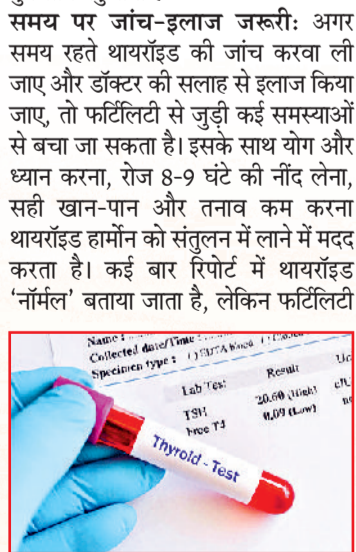 समय पर जांच-इलाज जरूरी: अगर
समय रहते थायरॉइड की जांच करवा ली
जाए और डॉक्टर की सलाह से इलाज किया
जाए, तो फर्टिलिटी से जुड़ी कई समस्याओं
से बचा जा सकता है। इसके साथ योग और
ध्यान करना, रोज 8-9 घंटे की नींद लेना,
सही खान-पान और तनाव कम करना
थायरॉइड हार्मोन को संतुलन में लाने में मदद
करता है। कई बार रिपोर्ट में थायरॉइड
‘नॉर्मल’ बताया जाता है, लेकिन फर्टिलिटी
Name :
Collected date/Time :
Specimen type : ( ) EDTA blood
Lab Test Result
TSH 20.60 (High)
Free T4 0.09 (Low)
Thyroid - Test